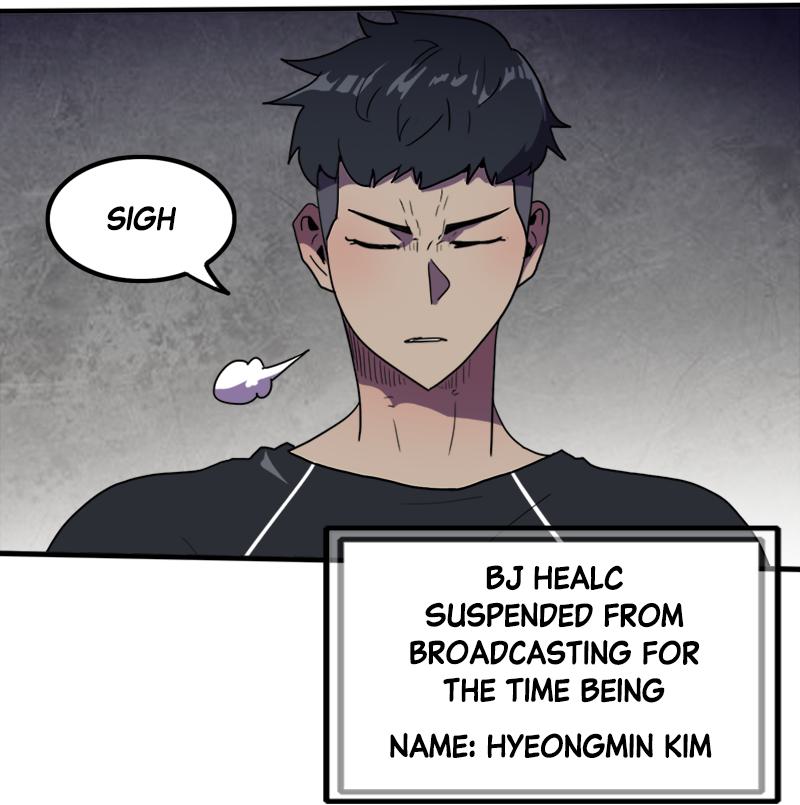 SIGH
BJ HEALC
SUSPENDED FROM
BROADCASTING FOR
THE TIME BEING
NAME: HYEONGMIN KIM